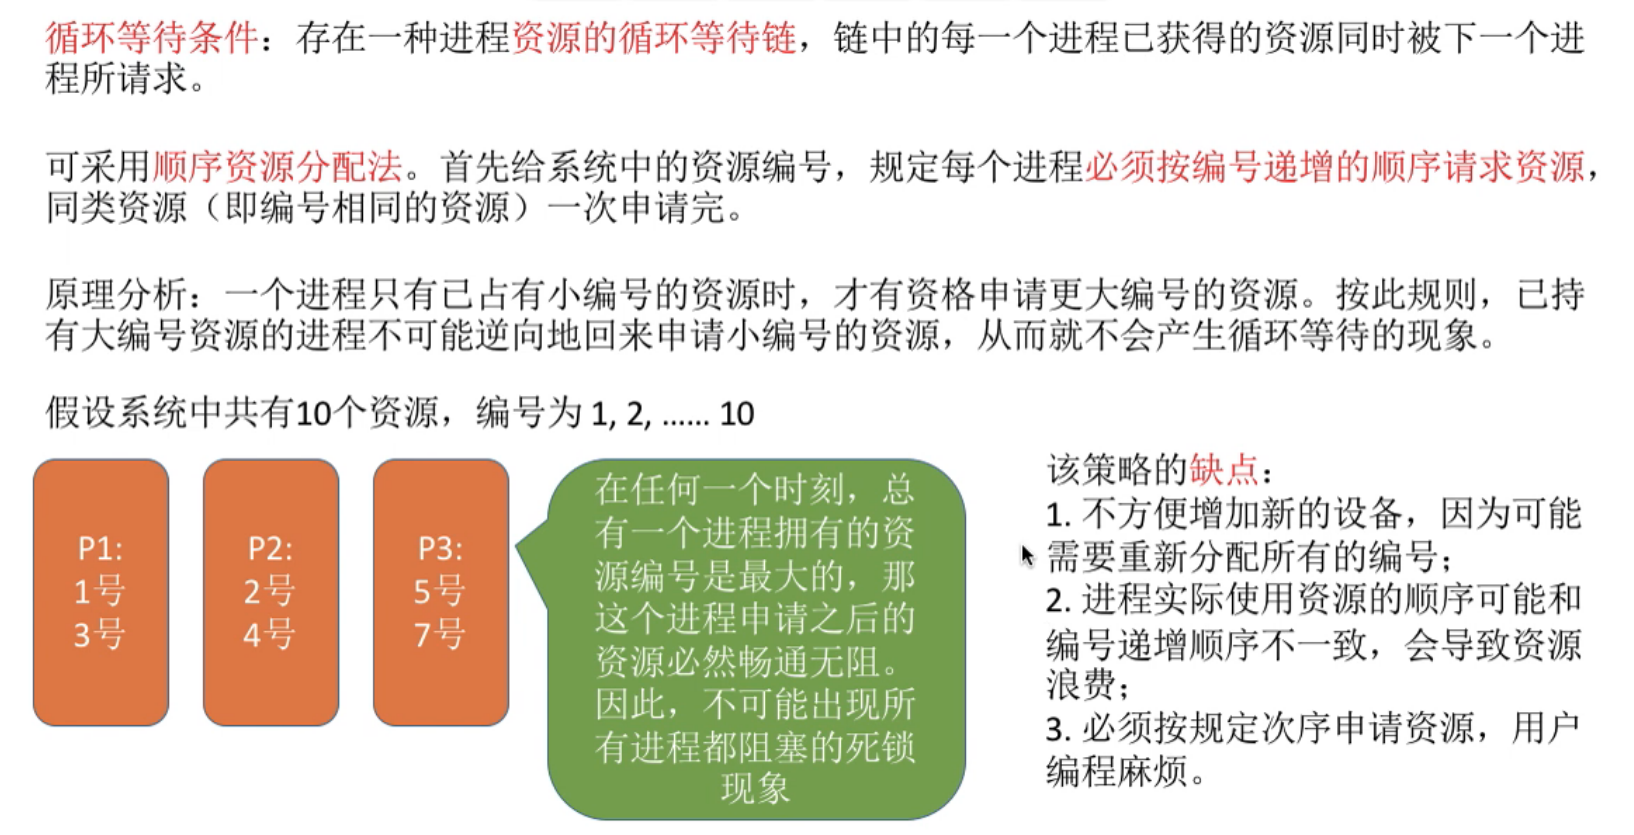 循环等待条件：存在一种进程资源的循环等待链，链中的每一个进程已获得的资源同时被下一个进
程所请求。
可采用顺序资源分配法。首先给系统中的资源编号，规定每个进程必须按编号递增的顺序请求资源，
同类资源（即编号相同的资源）一次申请完。
原理分析：一个进程只有已占有小编号的资源时，才有资格申请更大编号的资源。按此规则，已持
有大编号资源的进程不可能逆向地回来申请小编号的资源，从而就不会产生循环等待的现象。
假设系统中共有10个资源，编号为 1, 2, …… 10
P1:
1号
3号
P2:
2号
4号
P3:
5号
7号
在任何一个时刻，总
有一个进程拥有的资
源编号是最大的，那
这个进程申请之后的
资源必然畅通无阻。
因此，不可能出现所
有进程都阻塞的死锁
现象
该策略的缺点：
1. 不方便增加新的设备，因为可能
需要重新分配所有的编号；
2. 进程实际使用资源的顺序可能和
编号递增顺序不一致，会导致资源
浪费；
3. 必须按规定次序申请资源，用户
编程麻烦。